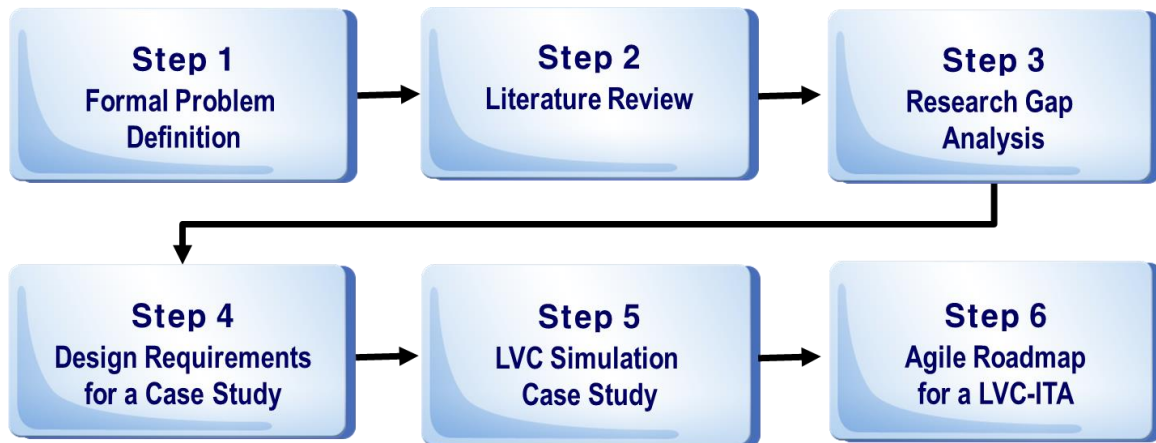 Step 1
Formal Problem
Definition
Step 2
Literature Review
Step 3
Research Gap
Analysis
Step 4
Design Requirements
for a Case Study
Step 5
LVC Simulation
Case Study
Step 6
Agile Roadmap
for a LVC-ITA